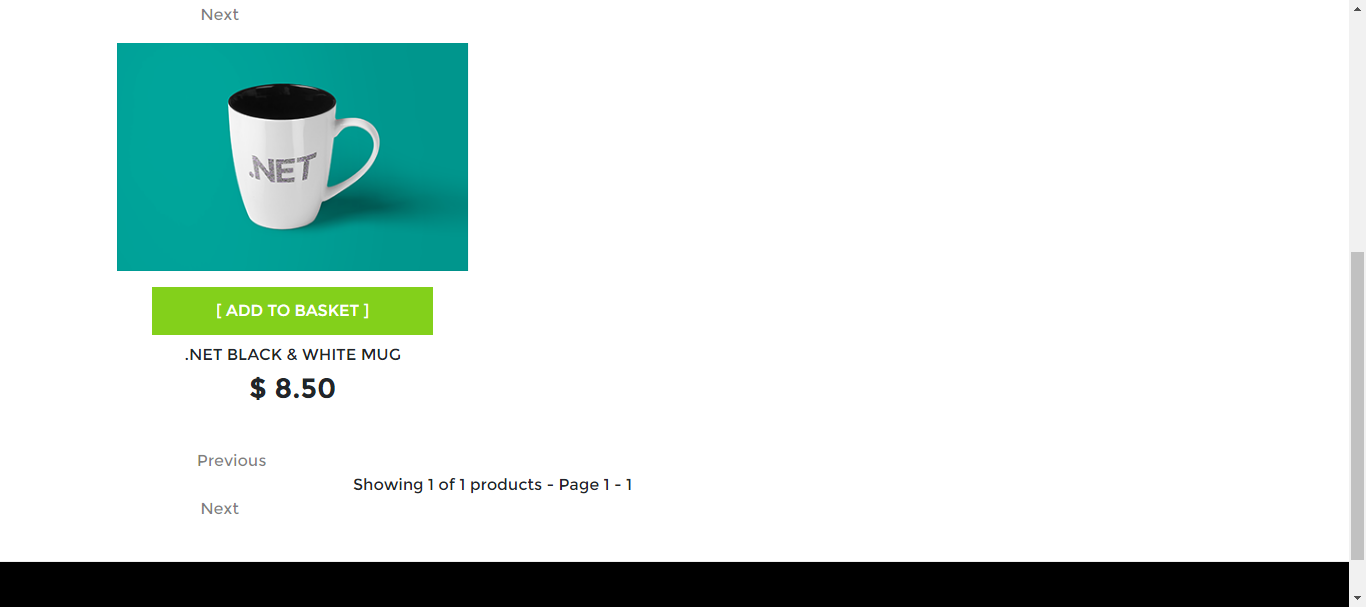 Next
.NET
[ ADD TO BASKET ]
.NET BLACK & WHITE MUG
$ 8.50
Previous
Showing 1 of 1 products - Page 1 - 1
Next